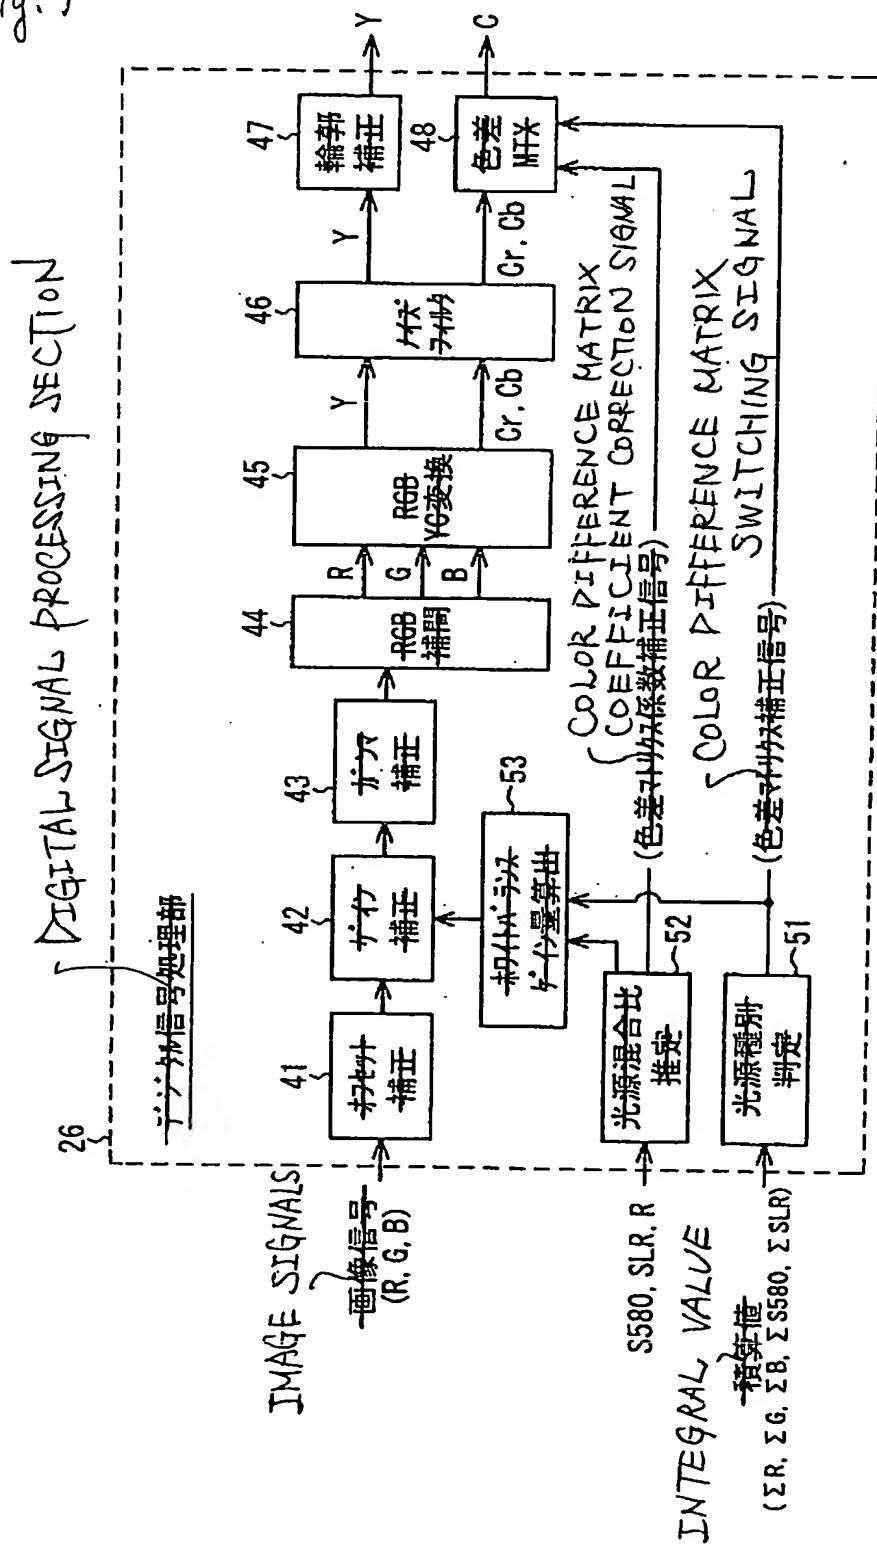 DIGITAL SIGNAL PROCESSING SECTION
26
デジタル信号処理部
IMAGE SIGNALS
画像信号
(R, G, B)
41
オフセット
補正
42
ゲイン
補正
43
ガンマ
補正
44
RGB
補間
R
G
B
45
RGB
YC変換
Y
Cr, Cb
46
ノイズ
フィルタ
Y
Cr, Cb
47
輪郭
補正
Y
48
色差
MTX
C
53
ホワイトバランス
ゲイン量算出
COLOR DIFFERENCE MATRIX
COEFFICIENT CORRECTION SIGNAL
(色差マトリクス係数補正信号)
COLOR DIFFERENCE MATRIX
SWITCHING SIGNAL
(色差マトリクス補正信号)
S580, SLR, R
光源混合比
推定
52
INTEGRAL VALUE
積算値
(ΣR, ΣG, ΣB, ΣS580, ΣSLR)
光源種別
判定
51